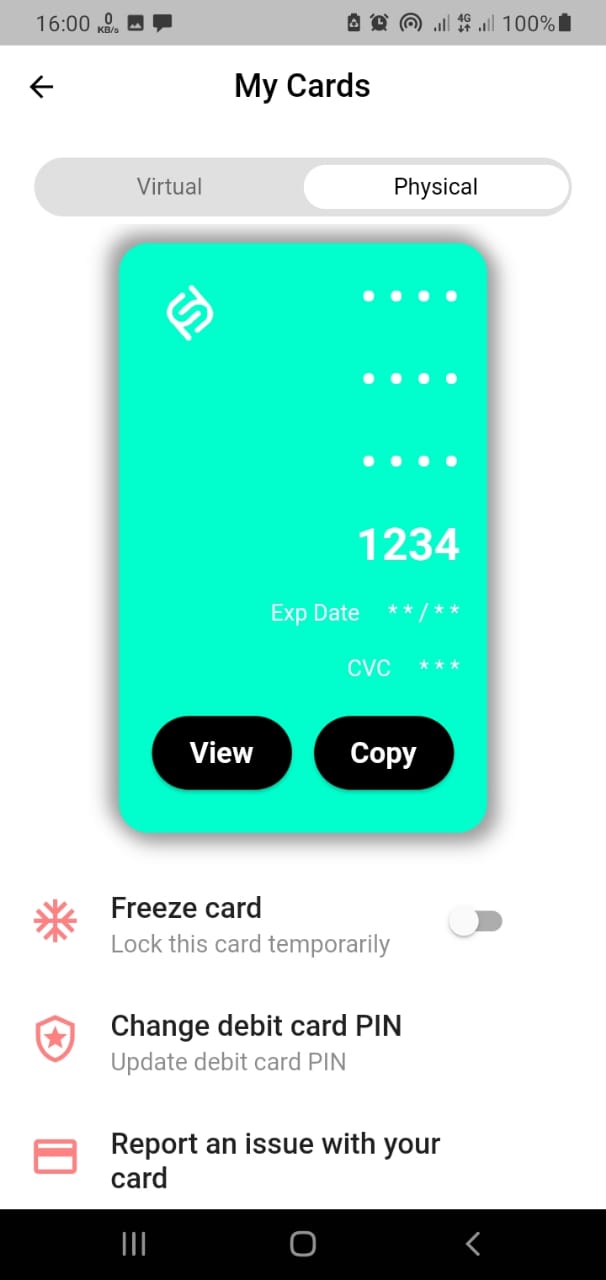 16:00 0 KB/s 4G 100%
My Cards
Virtual Physical
• • • •
• • • •
• • • •
1234
Exp Date **/**
CVC ***
View Copy
Freeze card
Lock this card temporarily
Change debit card PIN
Update debit card PIN
Report an issue with your
card